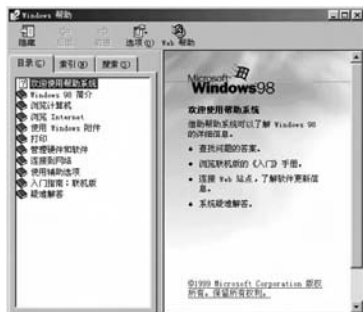 Windows 帮助
隐藏 选项(O) Web 帮助
目录(C) 索引(N) 搜索(S)
欢迎使用帮助系统
Windows 98 简介
浏览计算机
浏览 Internet
使用 Windows 附件
打印
管理硬件和软件
连接到网络
使用辅助选项
入门指南：联机版
疑难解答
Microsoft
Windows98
欢迎使用帮助系统
借助帮助系统可以了解 Windows 98
的详细信息。
• 查找问题的答案。
• 浏览联机版的《入门》手册。
• 连接 Web 站点，了解软件更新信
息。
• 系统疑难解答。
©1999 Microsoft Corporation 版权
所有。保留所有权利。